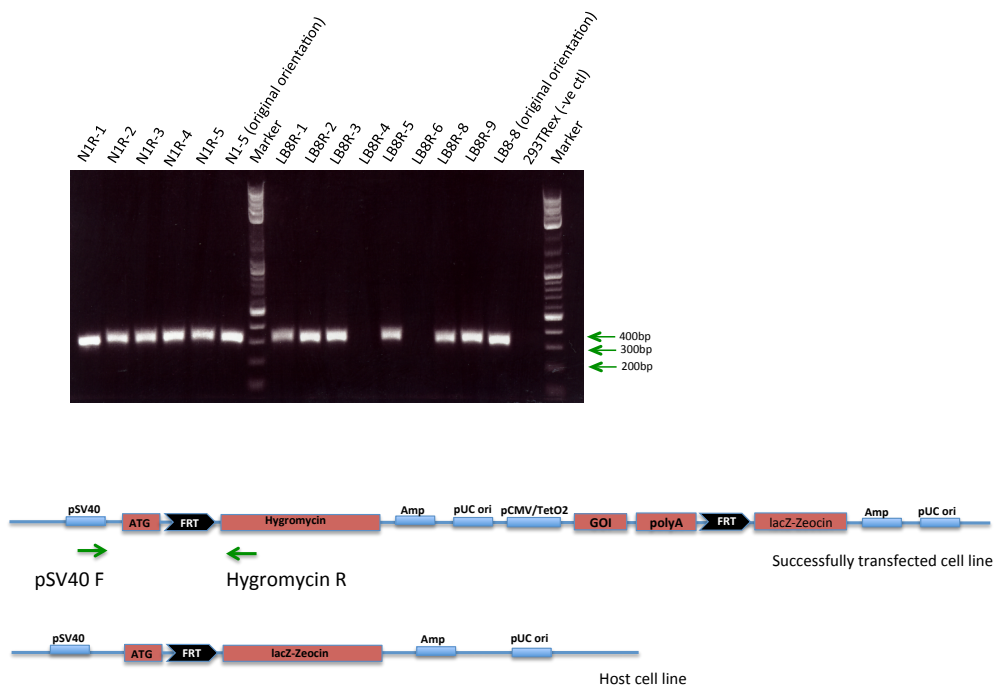 N1R-1
N1R-2
N1R-3
N1R-4
N1R-5
N1-5 (original orientation)
Marker
LB8R-1
LB8R-2
LB8R-3
LB8R-4
LB8R-5
LB8R-6
LB8R-8
LB8R-9
LB8-8 (original orientation)
293TRex (-ve ctl)
Marker
400bp
300bp
200bp
pSV40
ATG
FRT
Hygromycin
Amp
pUC ori
pCMV/TetO2
GOI
polyA
FRT
lacZ-Zeocin
Amp
pUC ori
pSV40 F
Hygromycin R
Successfully transfected cell line
pSV40
ATG
FRT
lacZ-Zeocin
Amp
pUC ori
Host cell line